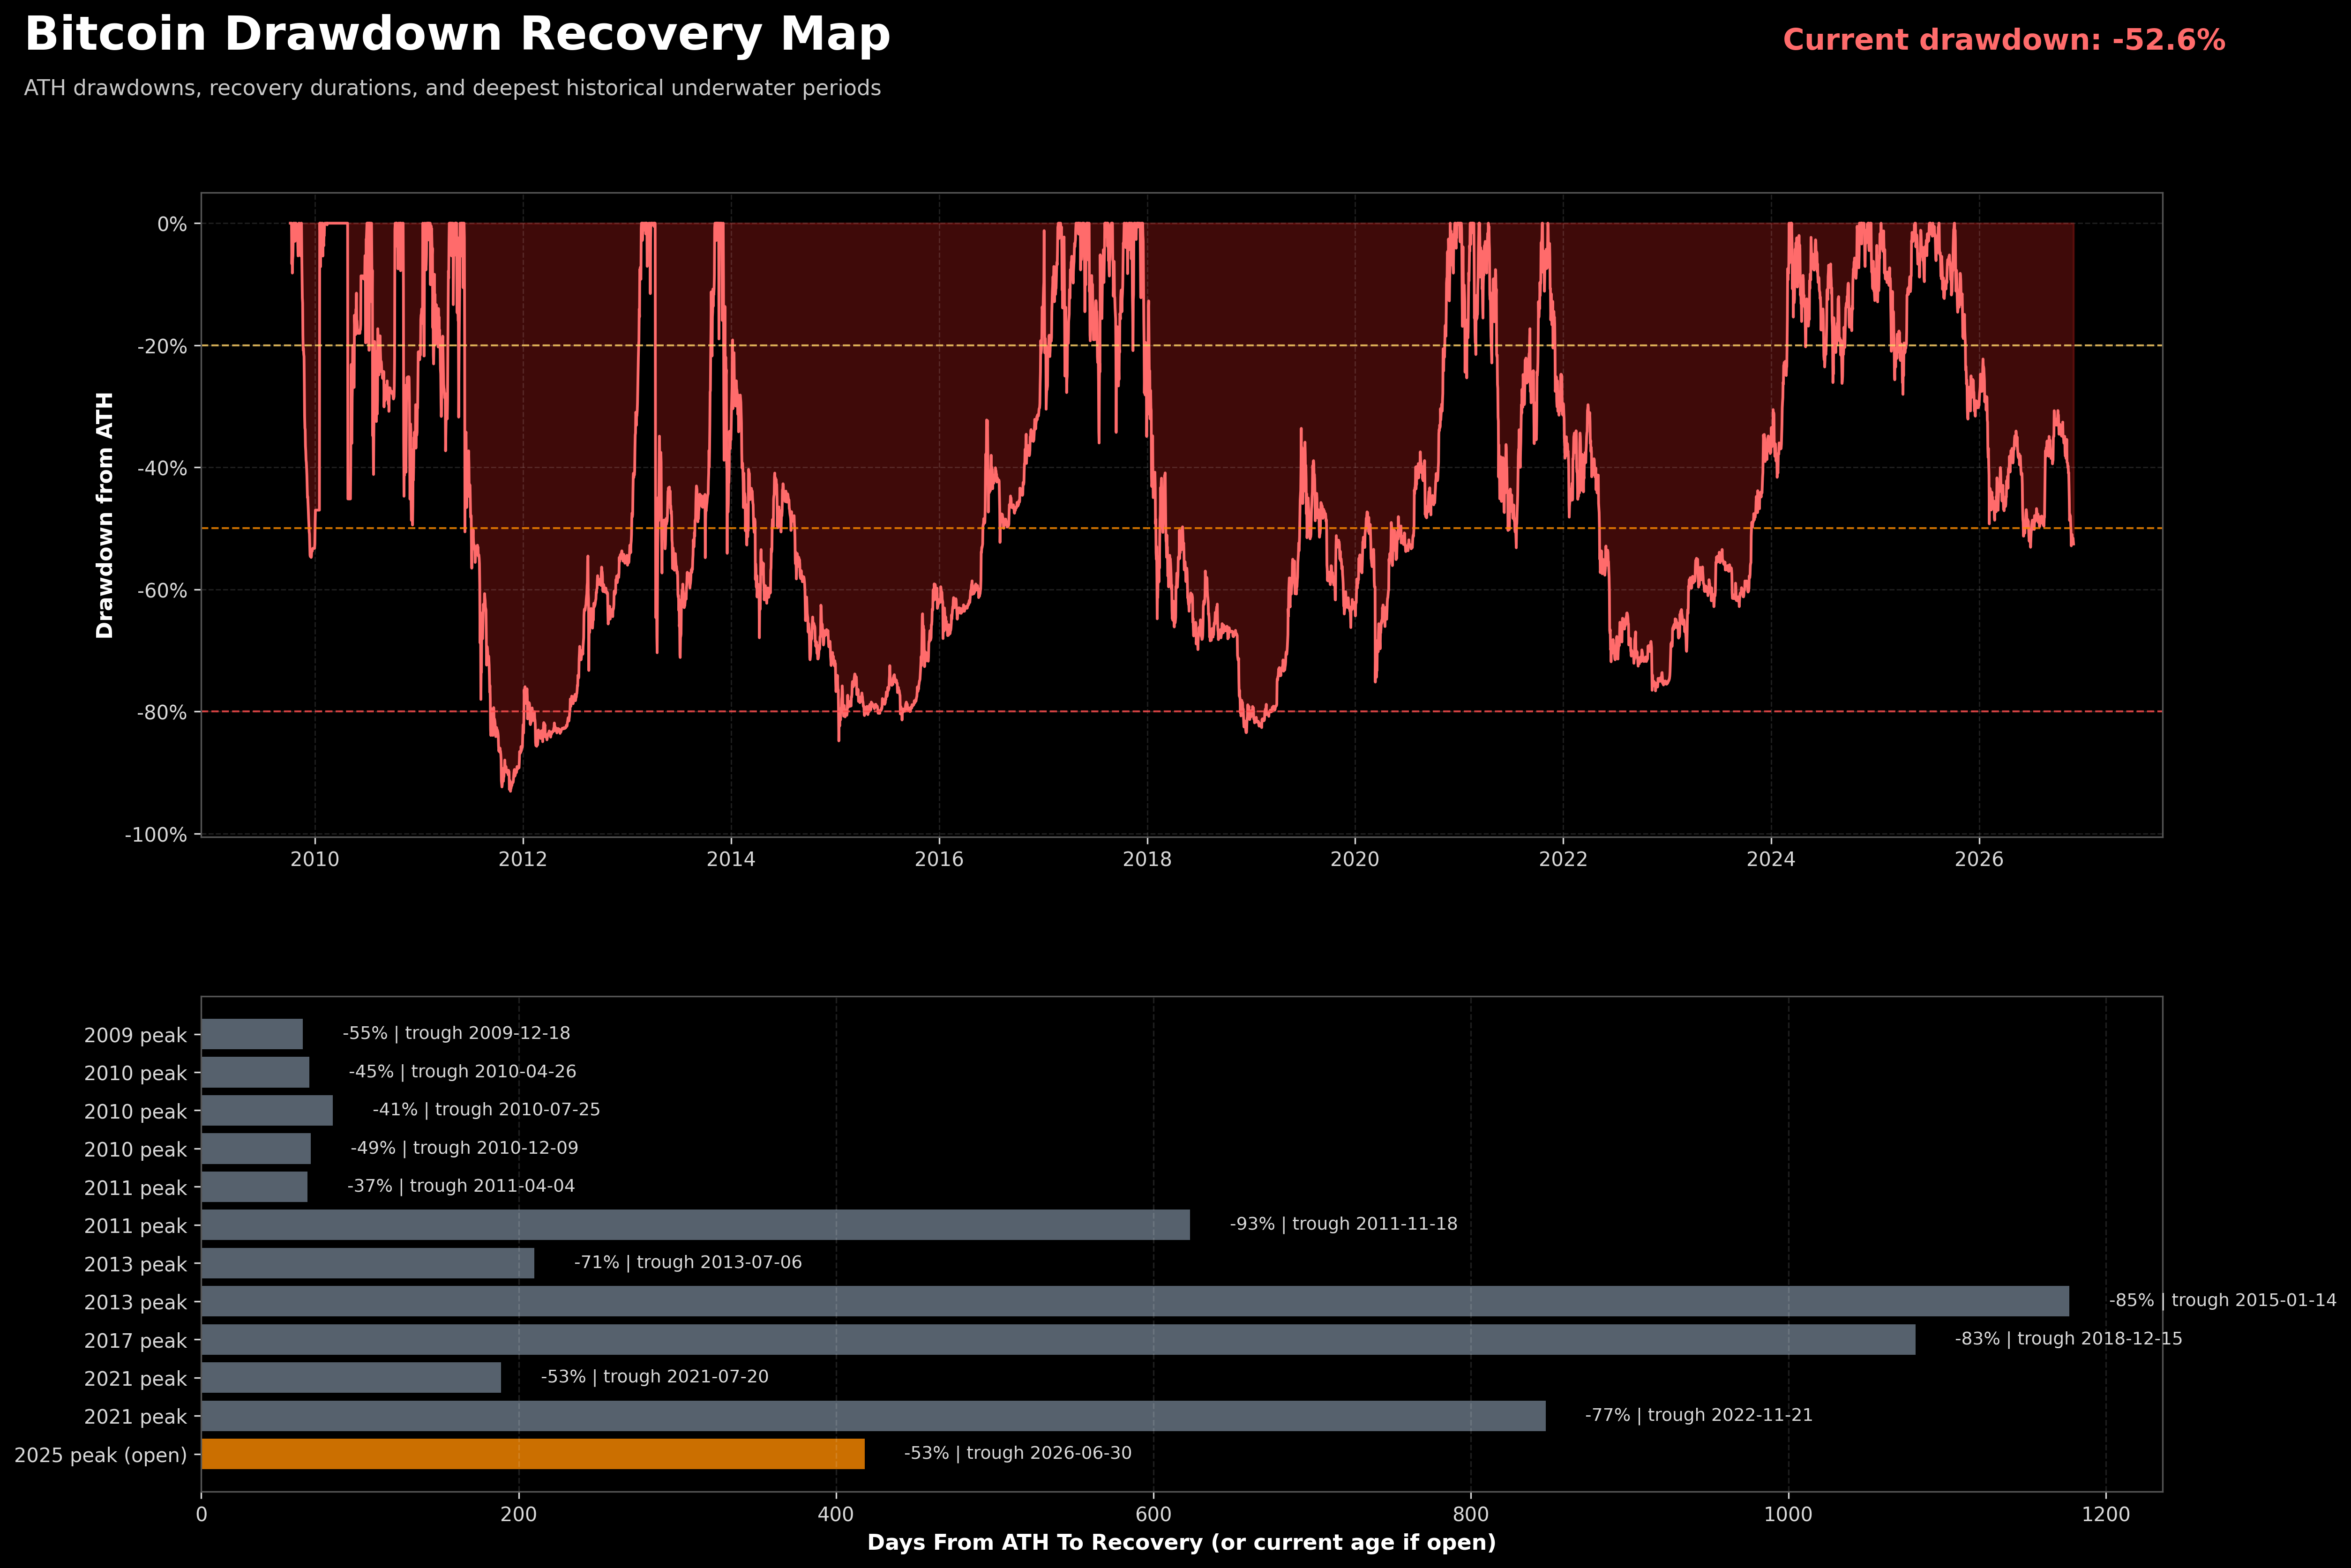 Bitcoin Drawdown Recovery Map
Current drawdown: -52.6%
ATH drawdowns, recovery durations, and deepest historical underwater periods
Drawdown from ATH
0%
-20%
-40%
-60%
-80%
-100%
2010 2012 2014 2016 2018 2020 2022 2024 2026
2009 peak -55% | trough 2009-12-18
2010 peak -45% | trough 2010-04-26
2010 peak -41% | trough 2010-07-25
2010 peak -49% | trough 2010-12-09
2011 peak -37% | trough 2011-04-04
2011 peak -93% | trough 2011-11-18
2013 peak -71% | trough 2013-07-06
2013 peak -85% | trough 2015-01-14
2017 peak -83% | trough 2018-12-15
2021 peak -53% | trough 2021-07-20
2021 peak -77% | trough 2022-11-21
2025 peak (open) -53% | trough 2026-06-30
0 200 400 600 800 1000 1200
Days From ATH To Recovery (or current age if open)